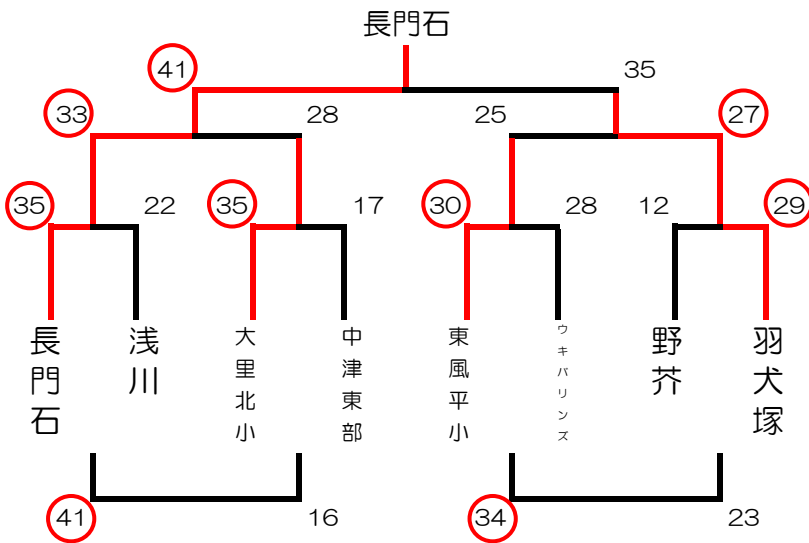 長門石
41
35
33
28
25
27
35
22
35
17
30
28
12
29
長門石
浅川
大里北小
中津東部
東風平小
ウキバリンズ
野芥
羽犬塚
41
16
34
23